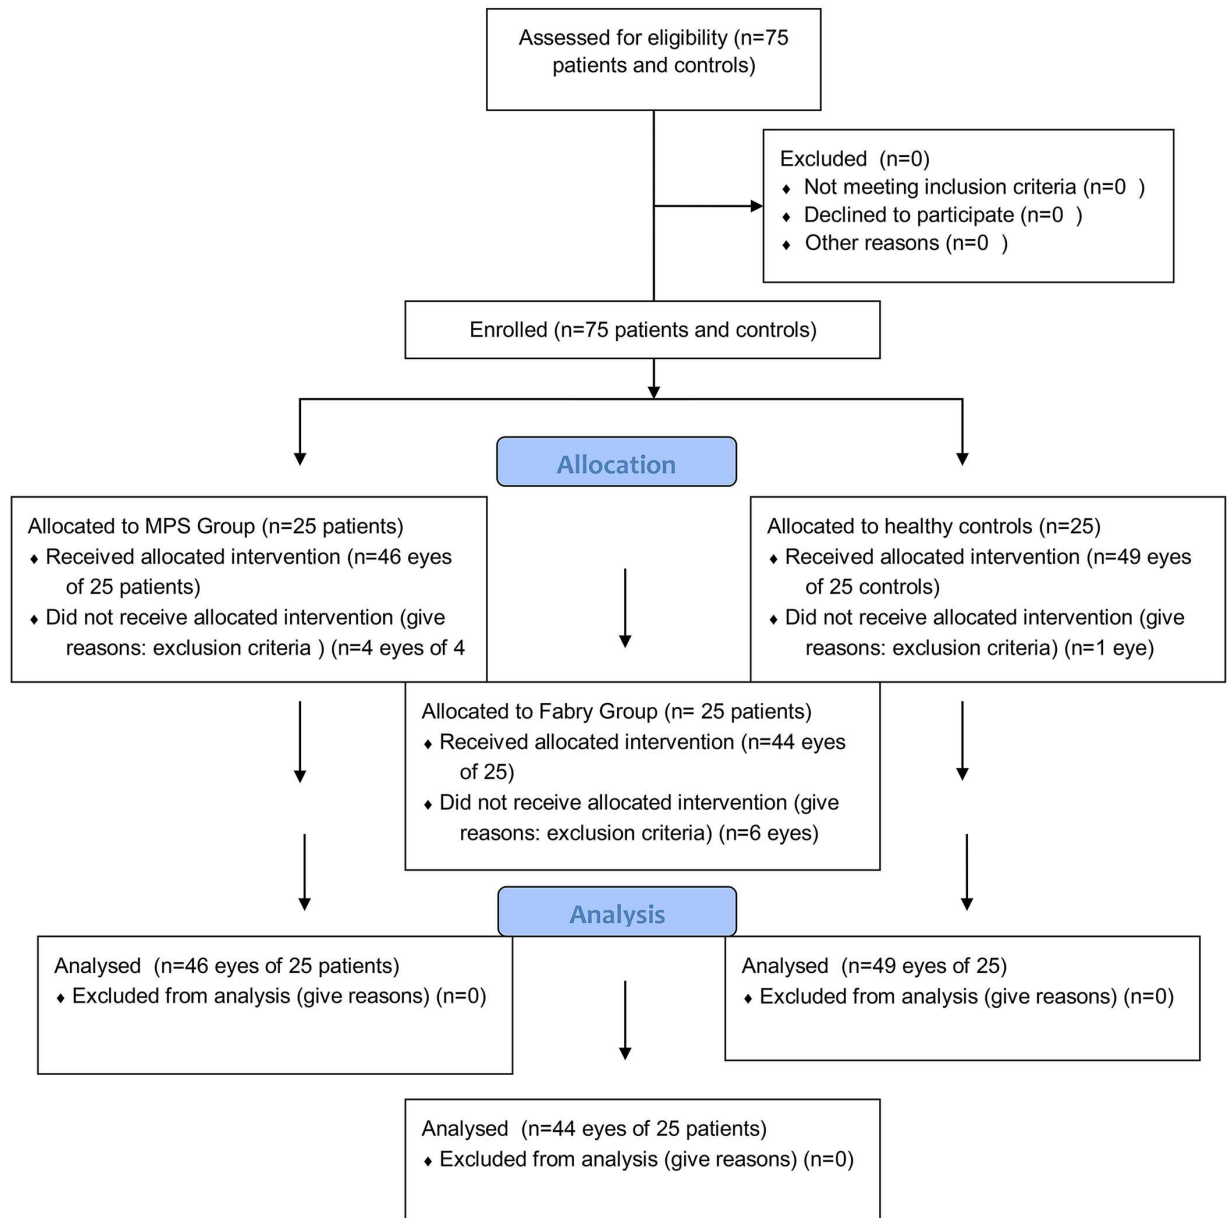 Assessed for eligibility (n=75
patients and controls)
Excluded  (n=0)
♦ Not meeting inclusion criteria (n=0  )
♦ Declined to participate (n=0  )
♦ Other reasons (n=0  )
Enrolled (n=75 patients and controls)
Allocation
Allocated to MPS Group (n=25 patients)
♦ Received allocated intervention (n=46 eyes
of 25 patients)
♦ Did not receive allocated intervention (give
reasons: exclusion criteria ) (n=4 eyes of 4
Allocated to healthy controls (n=25)
♦ Received allocated intervention (n=49 eyes
of 25 controls)
♦ Did not receive allocated intervention (give
reasons: exclusion criteria) (n=1 eye)
Allocated to Fabry Group (n= 25 patients)
♦ Received allocated intervention (n=44 eyes
of 25)
♦ Did not receive allocated intervention (give
reasons: exclusion criteria) (n=6 eyes)
Analysis
Analysed  (n=46 eyes of 25 patients)
♦ Excluded from analysis (give reasons) (n=0)
Analysed  (n=49 eyes of 25)
♦ Excluded from analysis (give reasons) (n=0)
Analysed  (n=44 eyes of 25 patients)
♦ Excluded from analysis (give reasons) (n=0)